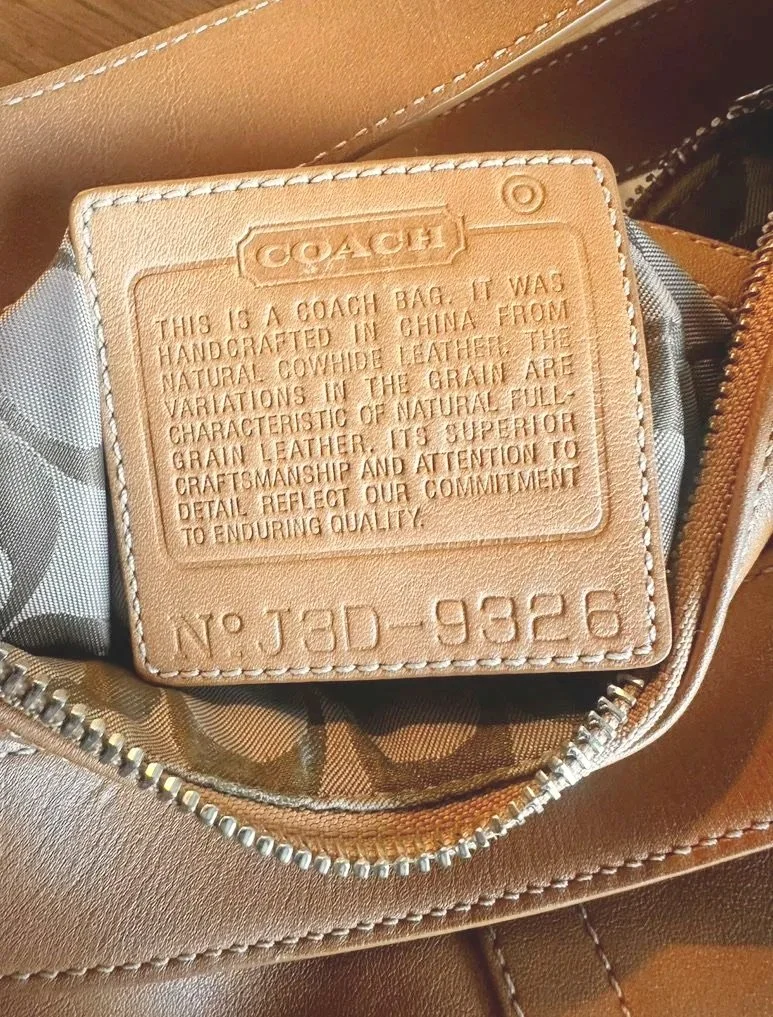 COACH
THIS IS A COACH BAG. IT WAS
HANDCRAFTED IN CHINA FROM
NATURAL COWHIDE LEATHER. THE
VARIATIONS IN THE GRAIN ARE
CHARACTERISTIC OF NATURAL FULL-
GRAIN LEATHER. ITS SUPERIOR
CRAFTSMANSHIP AND ATTENTION TO
DETAIL REFLECT OUR COMMITMENT
TO ENDURING QUALITY.
Nº J3D-9326